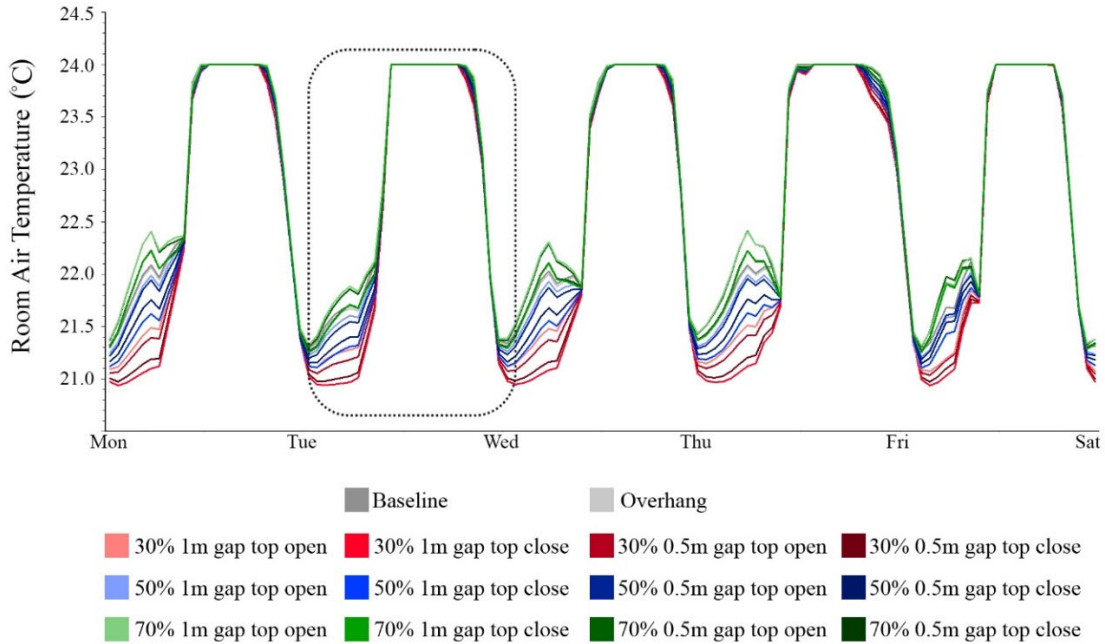 24.5
24.0
23.5
23.0
22.5
22.0
21.5
21.0
Room Air Temperature (°C)
Mon Tue Wed Thu Fri Sat
Baseline Overhang
30% 1m gap top open 30% 1m gap top close 30% 0.5m gap top open 30% 0.5m gap top close
50% 1m gap top open 50% 1m gap top close 50% 0.5m gap top open 50% 0.5m gap top close
70% 1m gap top open 70% 1m gap top close 70% 0.5m gap top open 70% 0.5m gap top close